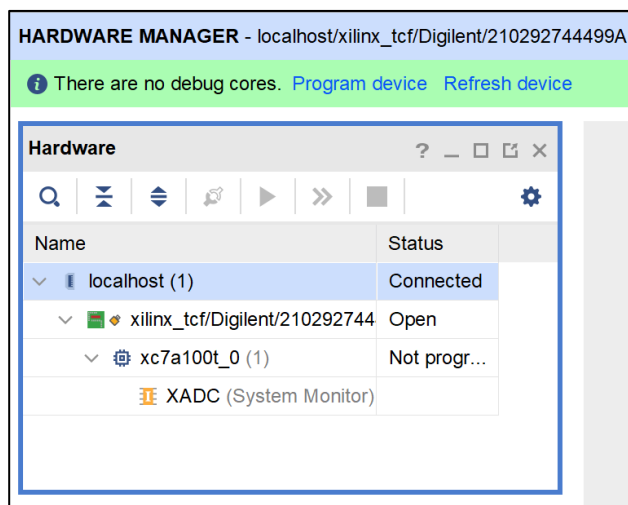 HARDWARE MANAGER - localhost/xilinx_tcf/Digilent/210292744499A
There are no debug cores. Program device Refresh device
Hardware
Name Status
localhost (1) Connected
xilinx_tcf/Digilent/210292744 Open
xc7a100t_0 (1) Not progr...
XADC (System Monitor)